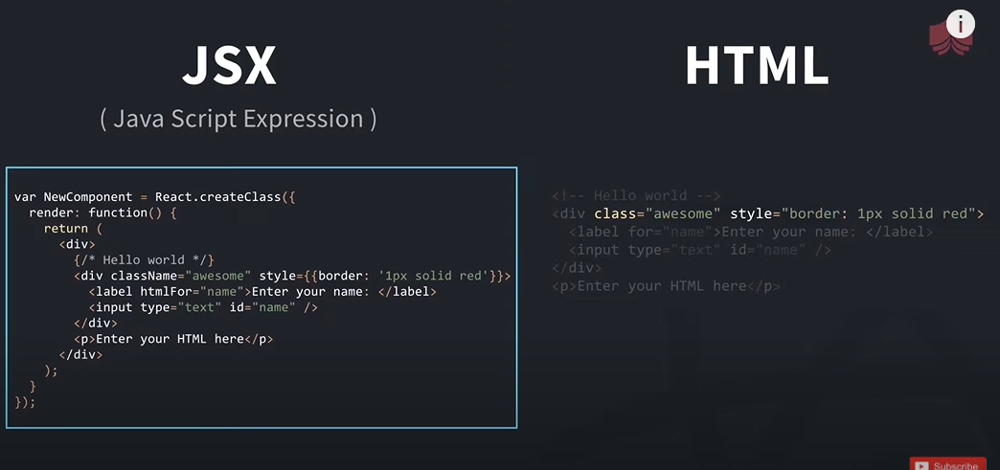 JSX
( Java Script Expression )
var NewComponent = React.createClass({
  render: function() {
    return (
      <div>
        {/* Hello world */}
        <div className="awesome" style={{border: '1px solid red'}}>
          <label htmlFor="name">Enter your name: </label>
          <input type="text" id="name" />
        </div>
        <p>Enter your HTML here</p>
      </div>
    );
  }
});
HTML
<!-- Hello world -->
<div class="awesome" style="border: 1px solid red">
  <label for="name">Enter your name: </label>
  <input type="text" id="name" />
</div>
<p>Enter your HTML here</p>
i
Subscribe